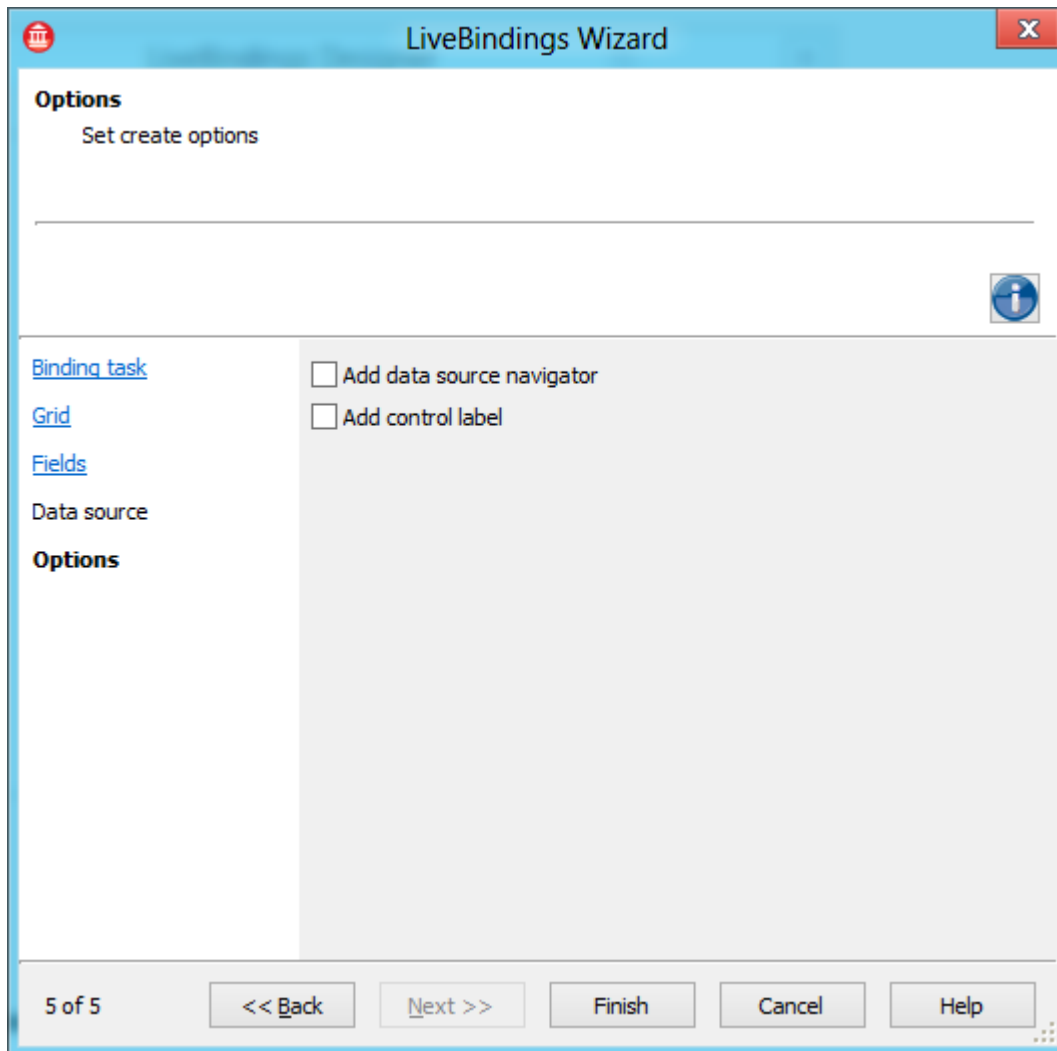 LiveBindings Wizard
Options
Set create options
Binding task
Grid
Fields
Data source
Options
Add data source navigator
Add control label
5 of 5
<< Back
Next >>
Finish
Cancel
Help